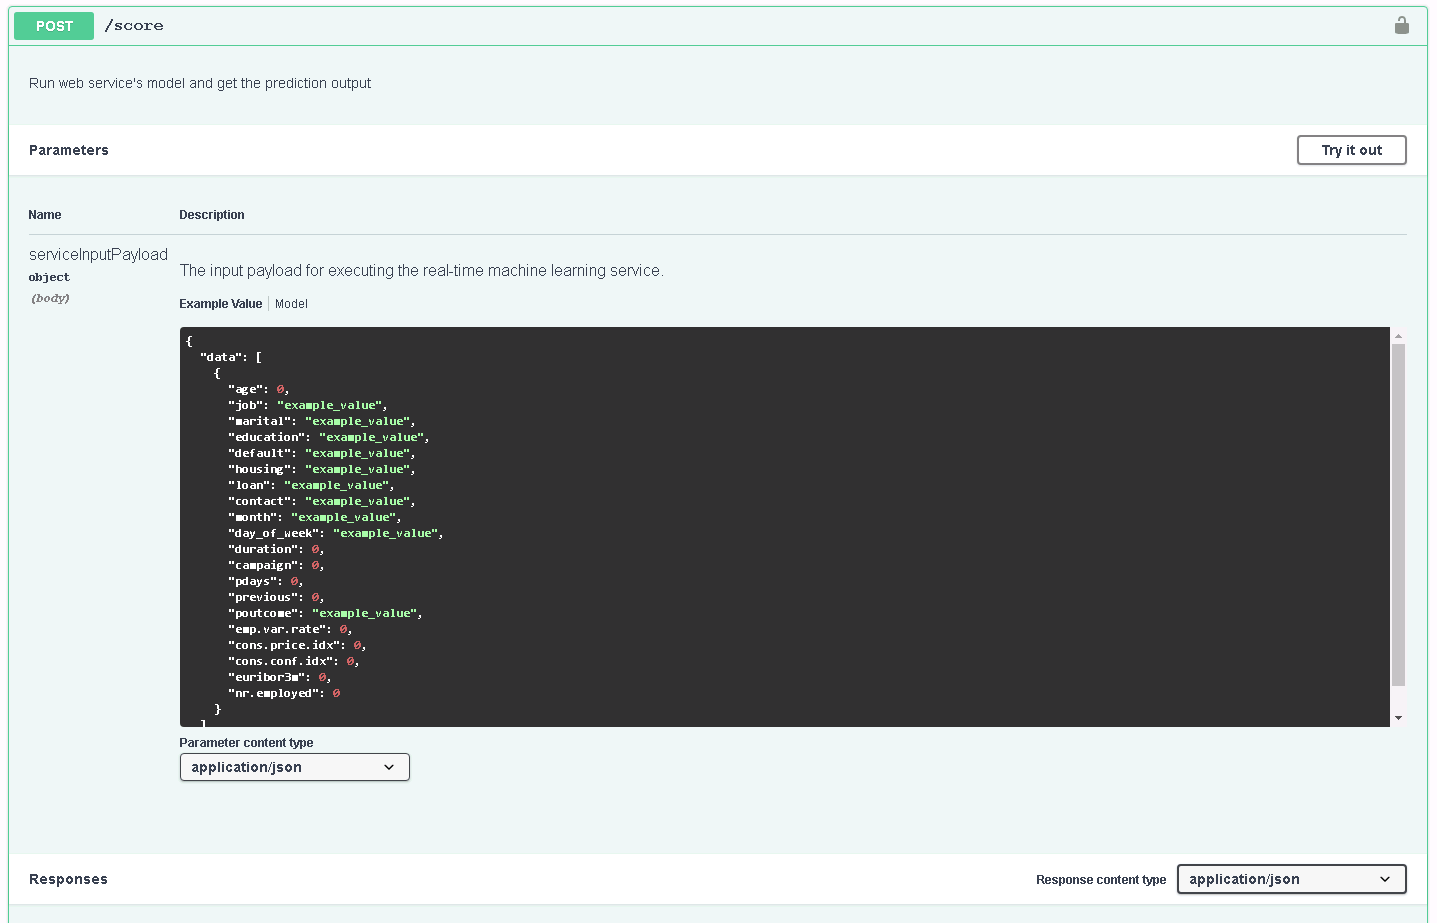 POST /score
Run web service's model and get the prediction output
Parameters
Try it out
Name Description
serviceInputPayload
object
(body)
The input payload for executing the real-time machine learning service.
Example Value Model
{
"data": [
{
"age": 0,
"job": "example_value",
"marital": "example_value",
"education": "example_value",
"default": "example_value",
"housing": "example_value",
"loan": "example_value",
"contact": "example_value",
"month": "example_value",
"day_of_week": "example_value",
"duration": 0,
"campaign": 0,
"pdays": 0,
"previous": 0,
"poutcome": "example_value",
"emp.var.rate": 0,
"cons.price.idx": 0,
"cons.conf.idx": 0,
"euribor3m": 0,
"nr.employed": 0
}
]
Parameter content type
application/json
Responses
Response content type application/json